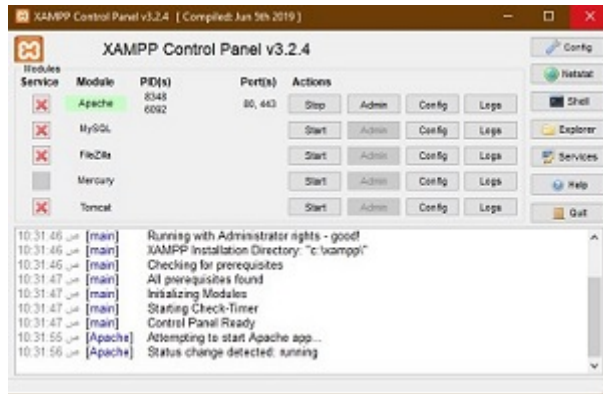 XAMPP Control Panel v3.2.4 [ Compiled: Jun 5th 2019 ]
XAMPP Control Panel v3.2.4
Config
Modules
Service Module PID(s) Port(s) Actions
Netstat
Apache 8348 6092 80, 443 Stop Admin Config Logs
Shell
MySQL Start Admin Config Logs
Explorer
FileZilla Start Admin Config Logs
Services
Mercury Start Admin Config Logs
Help
Tomcat Start Admin Config Logs
Quit
10:31:46 ص [main] Running with Administrator rights - good!
10:31:46 ص [main] XAMPP Installation Directory: "c:\xampp\"
10:31:46 ص [main] Checking for prerequisites
10:31:47 ص [main] All prerequisites found
10:31:47 ص [main] Initializing Modules
10:31:47 ص [main] Starting Check-Timer
10:31:47 ص [main] Control Panel Ready
10:31:55 ص [Apache] Attempting to start Apache app...
10:31:56 ص [Apache] Status change detected: running